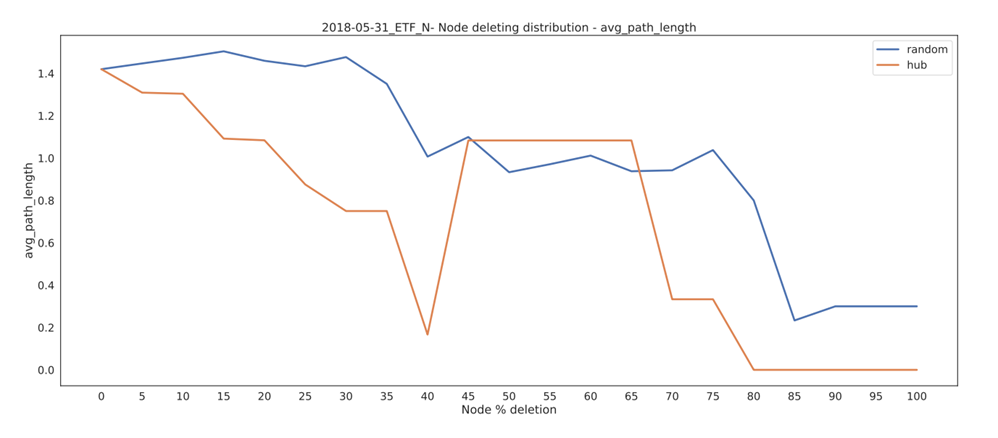 2018-05-31_ETF_N- Node deleting distribution - avg_path_length
random
hub
avg_path_length
1.4
1.2
1.0
0.8
0.6
0.4
0.2
0.0
0 5 10 15 20 25 30 35 40 45 50 55 60 65 70 75 80 85 90 95 100
Node % deletion